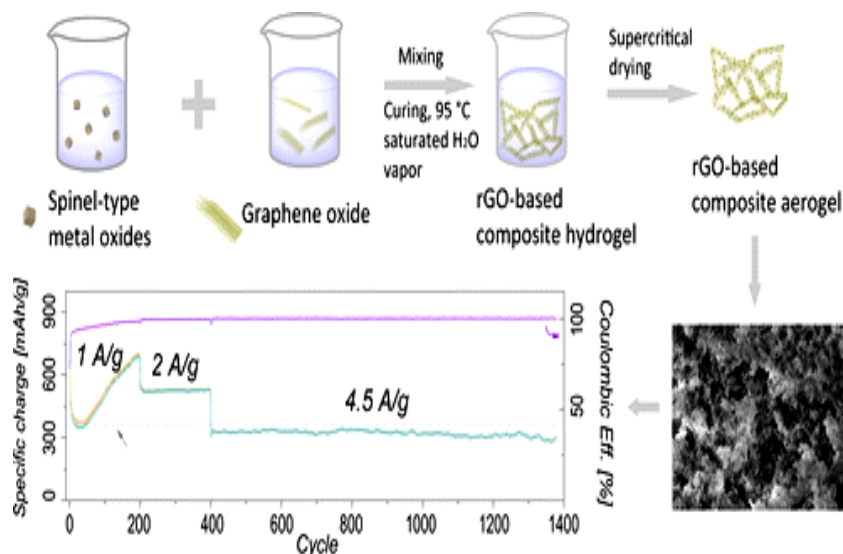 Mixing
Curing, 95 °C
saturated H₂O
vapor
Supercritical
drying
Spinel-type
metal oxides
Graphene oxide
rGO-based
composite hydrogel
rGO-based
composite aerogel
Specific charge [mAh/g]
900
600
300
0
1 A/g
2 A/g
4.5 A/g
100
50
0
Coulombic Eff. [%]
0
200
400
600
800
1000
1200
1400
Cycle